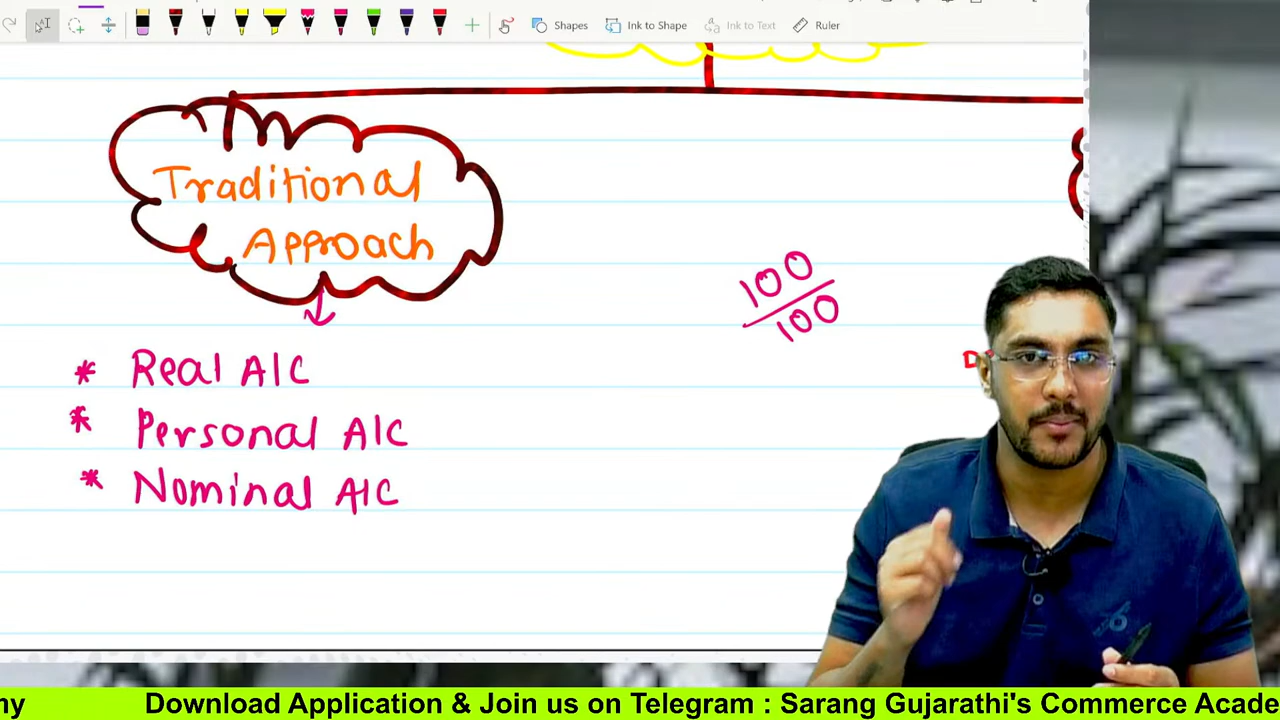 Shapes Ink to Shape Ink to Text Ruler
Traditional
Approach
100
100
* Real A/C
* Personal A/C
* Nominal A/C
my Download Application & Join us on Telegram : Sarang Gujarathi's Commerce Acade